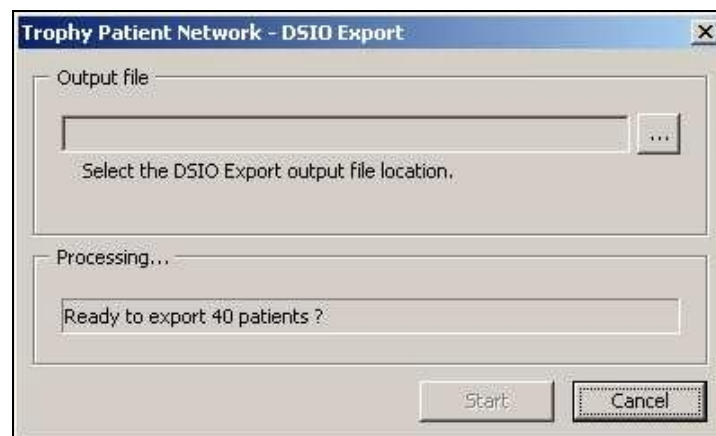 Trophy Patient Network - DSIO Export
Output file
...
Select the DSIO Export output file location.
Processing...
Ready to export 40 patients ?
Start
Cancel